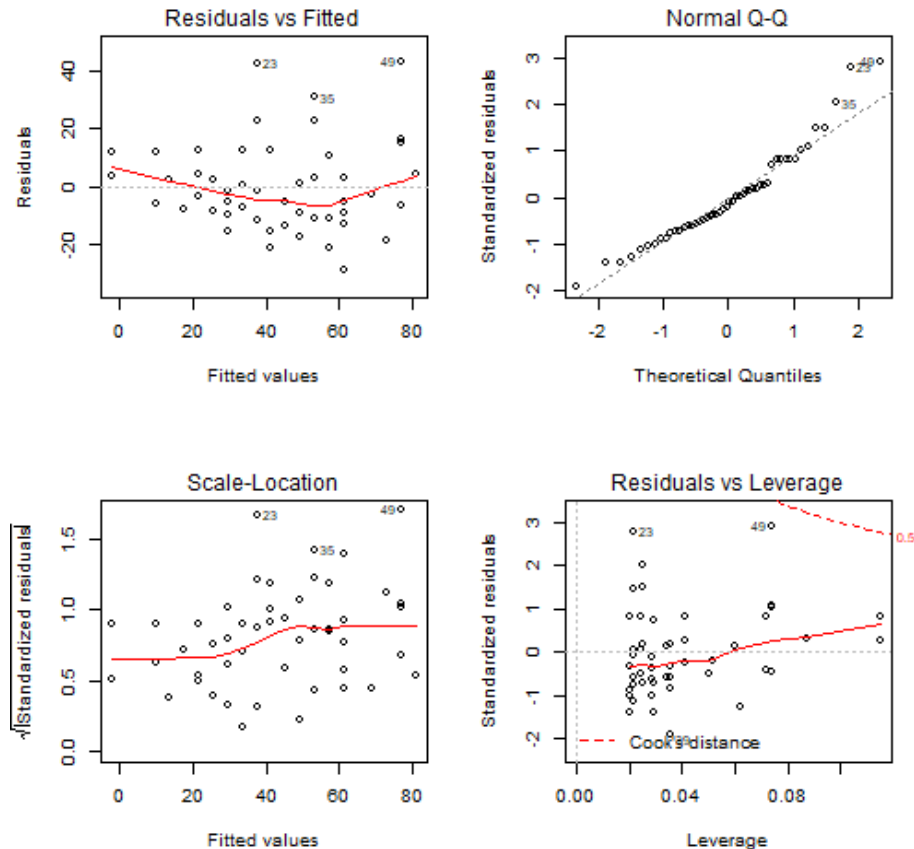 Residuals vs Fitted
Residuals
40
20
0
-20
23
49
35
0 20 40 60 80
Fitted values
Normal Q-Q
Standardized residuals
3
2
1
0
-1
-2
49
23
35
-2 -1 0 1 2
Theoretical Quantiles
Scale-Location
√|Standardized residuals|
1.5
1.0
0.5
0.0
23
49
35
0 20 40 60 80
Fitted values
Residuals vs Leverage
Standardized residuals
3
2
1
0
-1
-2
23
49
0.5
Cook's distance
0.00 0.04 0.08
Leverage